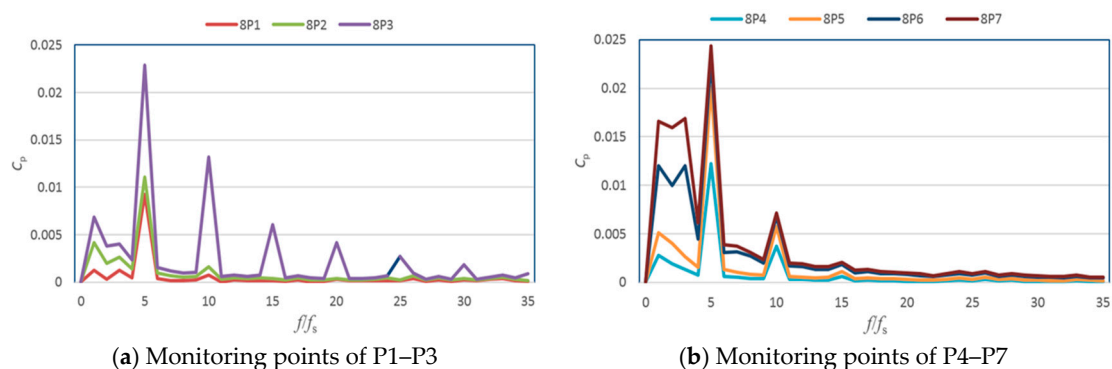 8P1 8P2 8P3
0.025
0.02
0.015
0.01
0.005
0
Cp
0 5 10 15 20 25 30 35
f/fs
(a) Monitoring points of P1–P3
8P4 8P5 8P6 8P7
0.025
0.02
0.015
0.01
0.005
0
Cp
0 5 10 15 20 25 30 35
f/fs
(b) Monitoring points of P4–P7